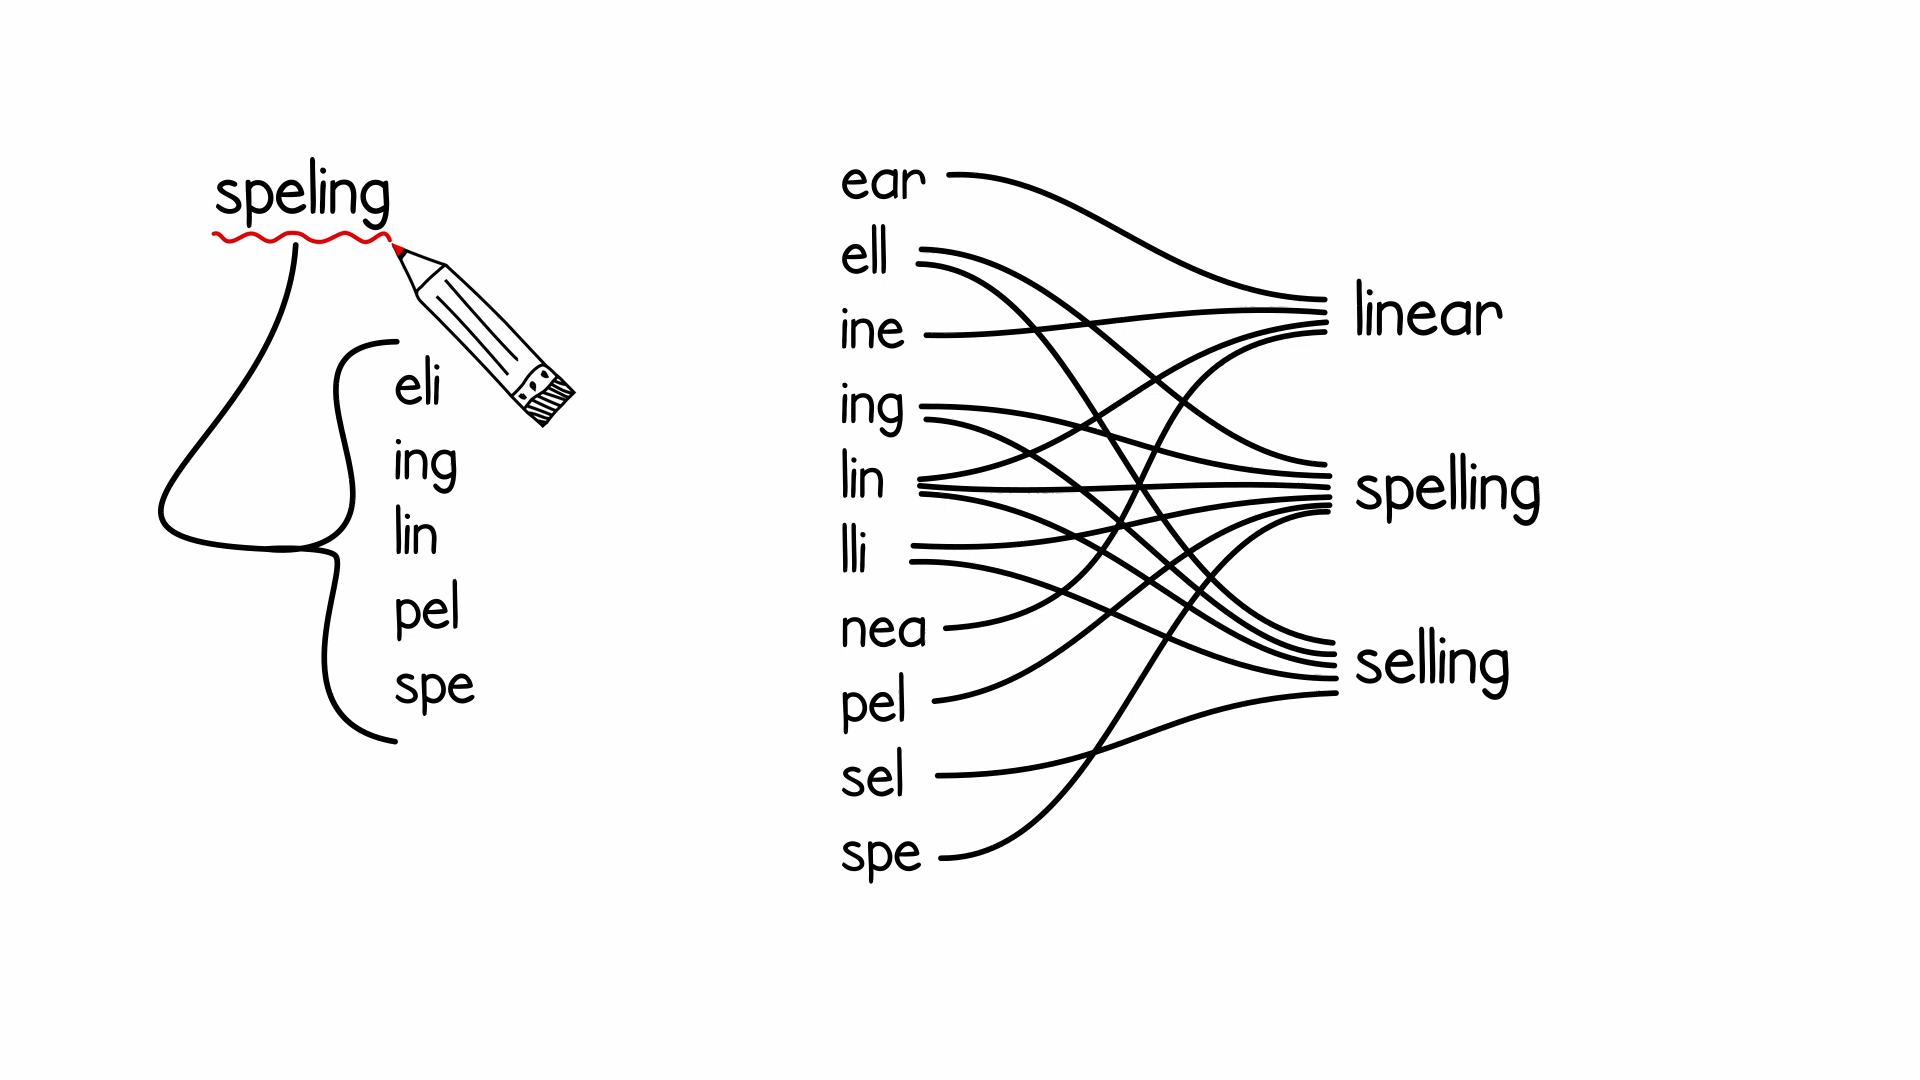 speling
eli
ing
lin
pel
spe
ear
ell
ine
ing
lin
lli
nea
pel
sel
spe
linear
spelling
selling